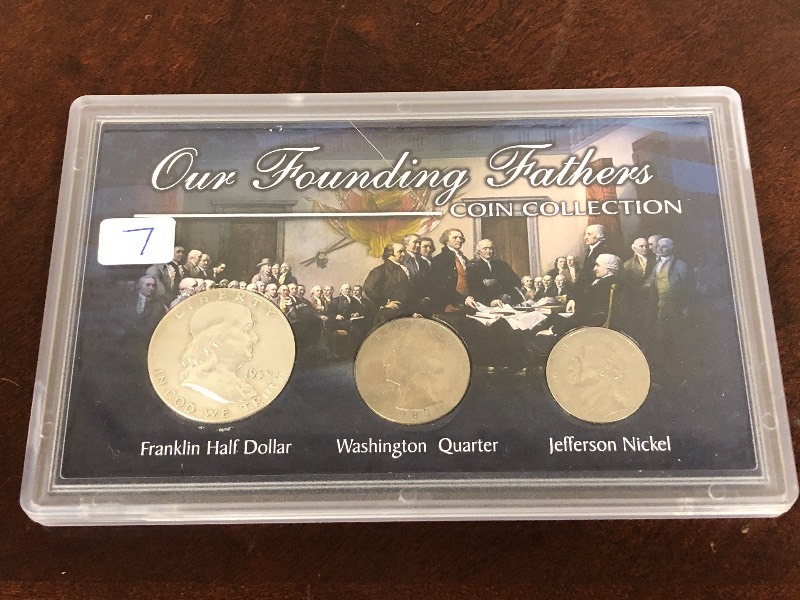 Our Founding Fathers
COIN COLLECTION
7
LIBERTY
IN GOD WE TRUST
Franklin Half Dollar
Washington Quarter
Jefferson Nickel